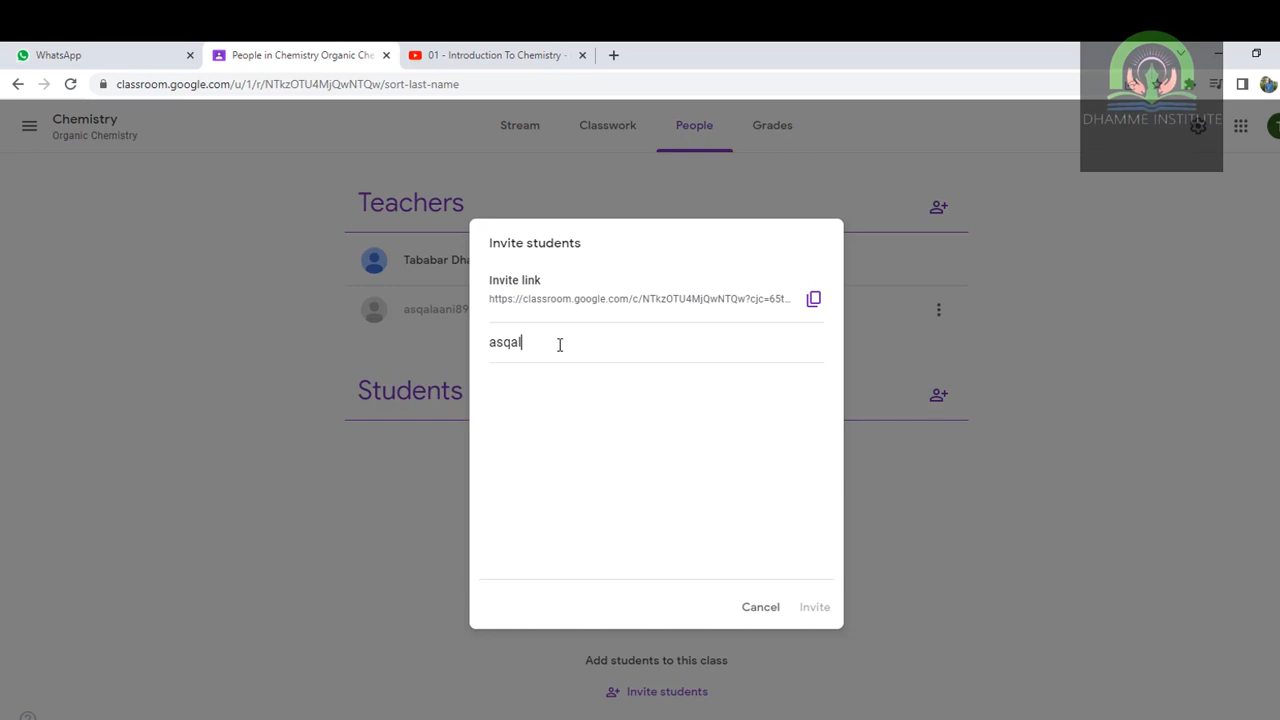 WhatsApp
People in Chemistry Organic Che
01 - Introduction To Chemistry -
classroom.google.com/u/1/r/NTkzOTU4MjQwNTQw/sort-last-name
DHAMME INSTITUTE
Chemistry
Organic Chemistry
Stream
Classwork
People
Grades
Teachers
Tababar Dha
asqalaani89
Invite students
Invite link
https://classroom.google.com/c/NTkzOTU4MjQwNTQw?cjc=65t...
asqal
Students
Cancel
Invite
Add students to this class
Invite students